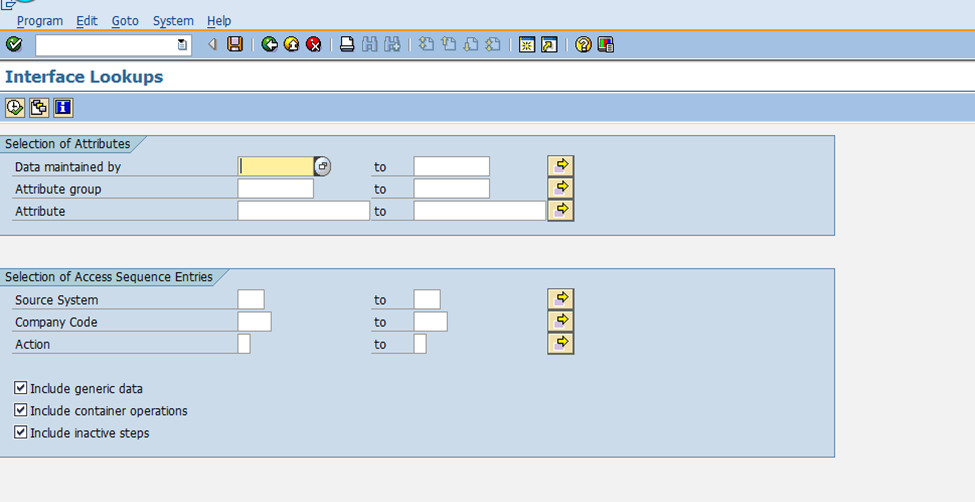 Program Edit Goto System Help
Interface Lookups
Selection of Attributes
Data maintained by to
Attribute group to
Attribute to
Selection of Access Sequence Entries
Source System to
Company Code to
Action to
Include generic data
Include container operations
Include inactive steps